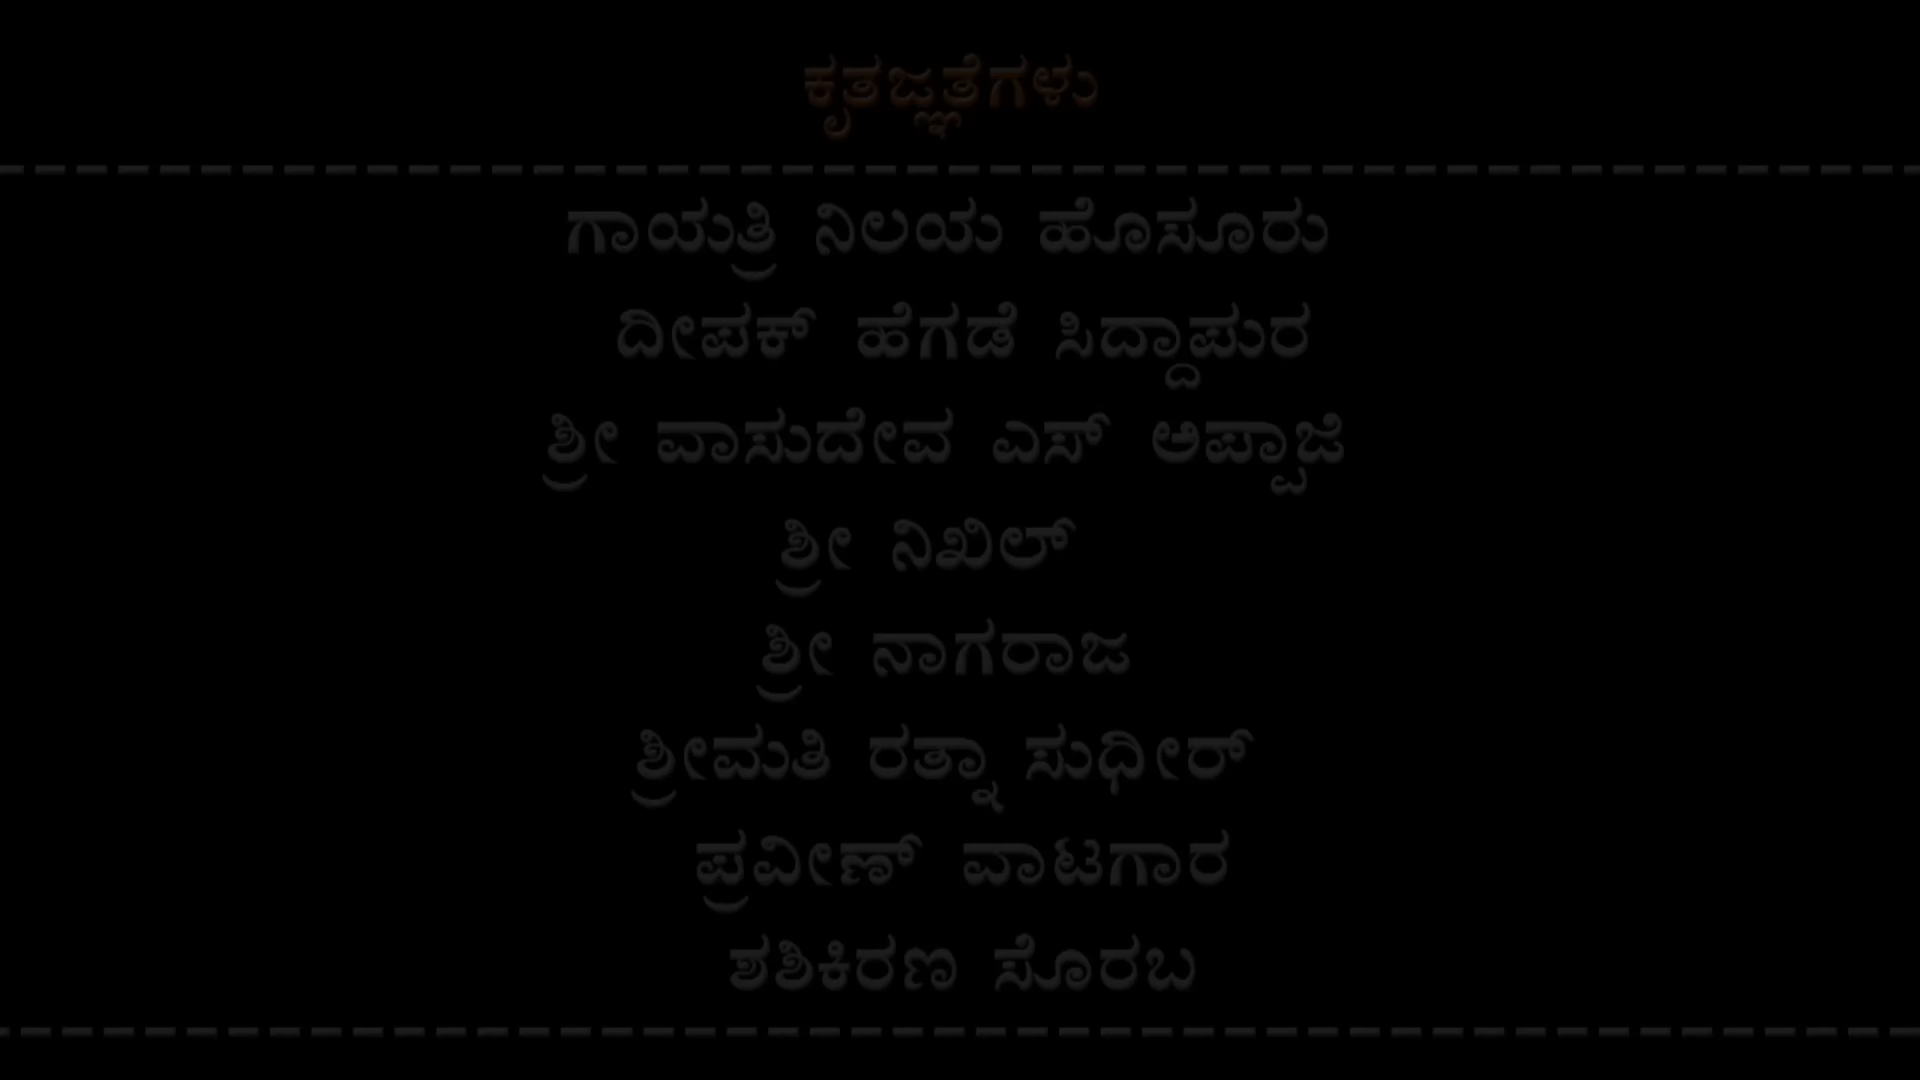 ಕೃತಜ್ಞತೆಗಳು
ಗಾಯತ್ರಿ ನಿಲಯ ಹೊಸೂರು
ದೀಪಕ್ ಹೆಗಡೆ ಸಿದ್ದಾಪುರ
ಶ್ರೀ ವಾಸುದೇವ ಎಸ್ ಅಪ್ಪಾಜಿ
ಶ್ರೀ ನಿಖಿಲ್
ಶ್ರೀ ನಾಗರಾಜ
ಶ್ರೀಮತಿ ರತ್ನಾ ಸುಧೀರ್
ಪ್ರವೀಣ್ ವಾಟಗಾರ
ಶಶಿಕಿರಣ ಸೊರಬ